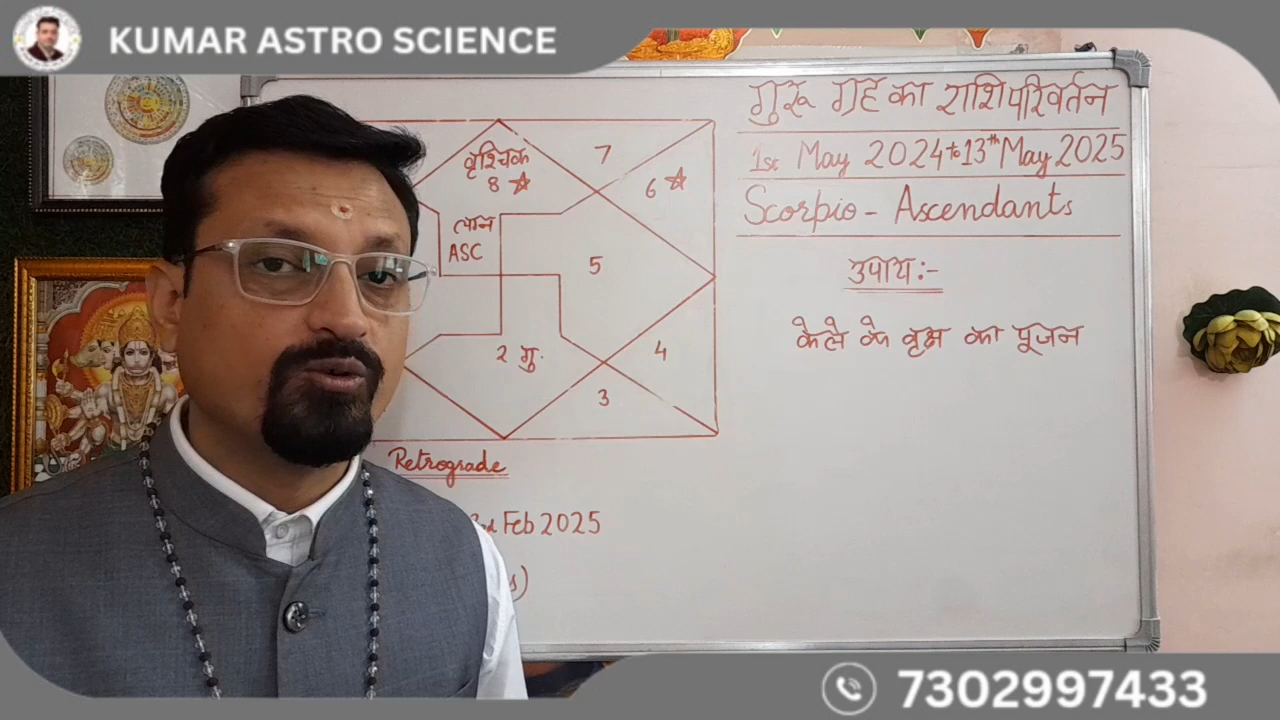 KUMAR ASTRO SCIENCE
गुरू ग्रह का राशि परिवर्तन
1st May 2024 to 13th May 2025
Scorpio - Ascendants
उपाय :-
केले के वृक्ष का पूजन
वृश्चिक
8
7
6
लग्न
ASC
5
2 गु.
4
3
Retrograde
Feb 2025
7302997433